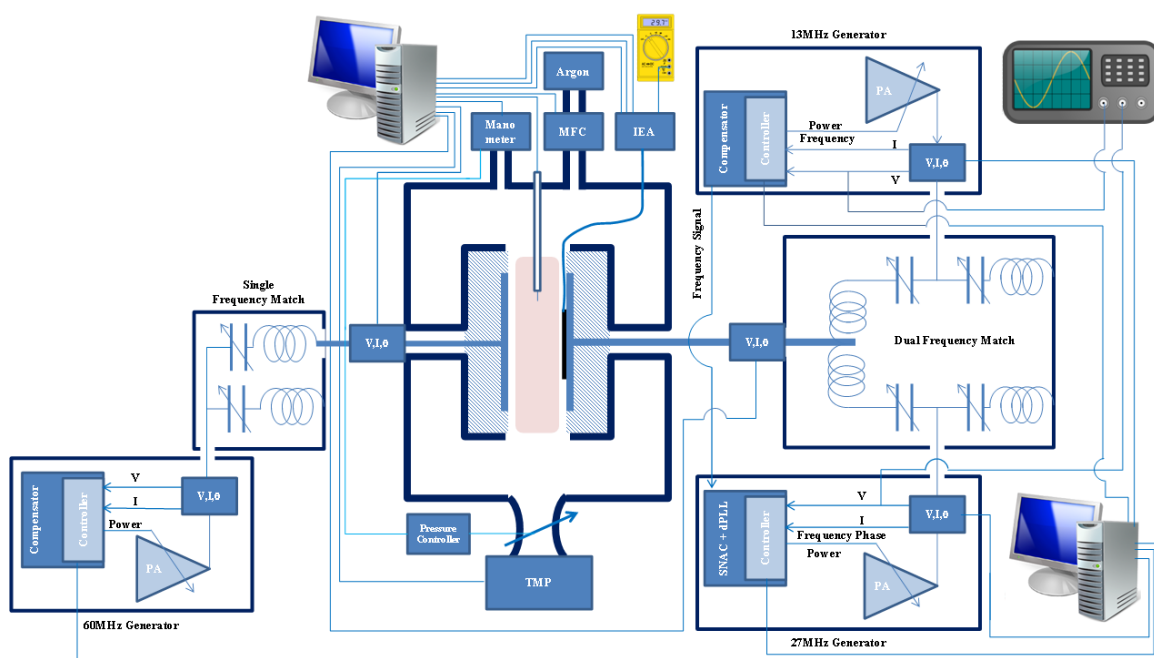 29.7
13MHz Generator
Argon
PA
Mano
meter
MFC
IEA
Compensator
Controller
Power
Frequency
I
V,I,θ
V
Frequency Signal
Single
Frequency Match
V,I,θ
V,I,θ
Dual Frequency Match
Compensator
Controller
V
I
Power
V,I,θ
PA
60MHz Generator
Pressure
Controller
TMP
SNAC + dPLL
Controller
V
I
Frequency Phase
Power
V,I,θ
PA
27MHz Generator